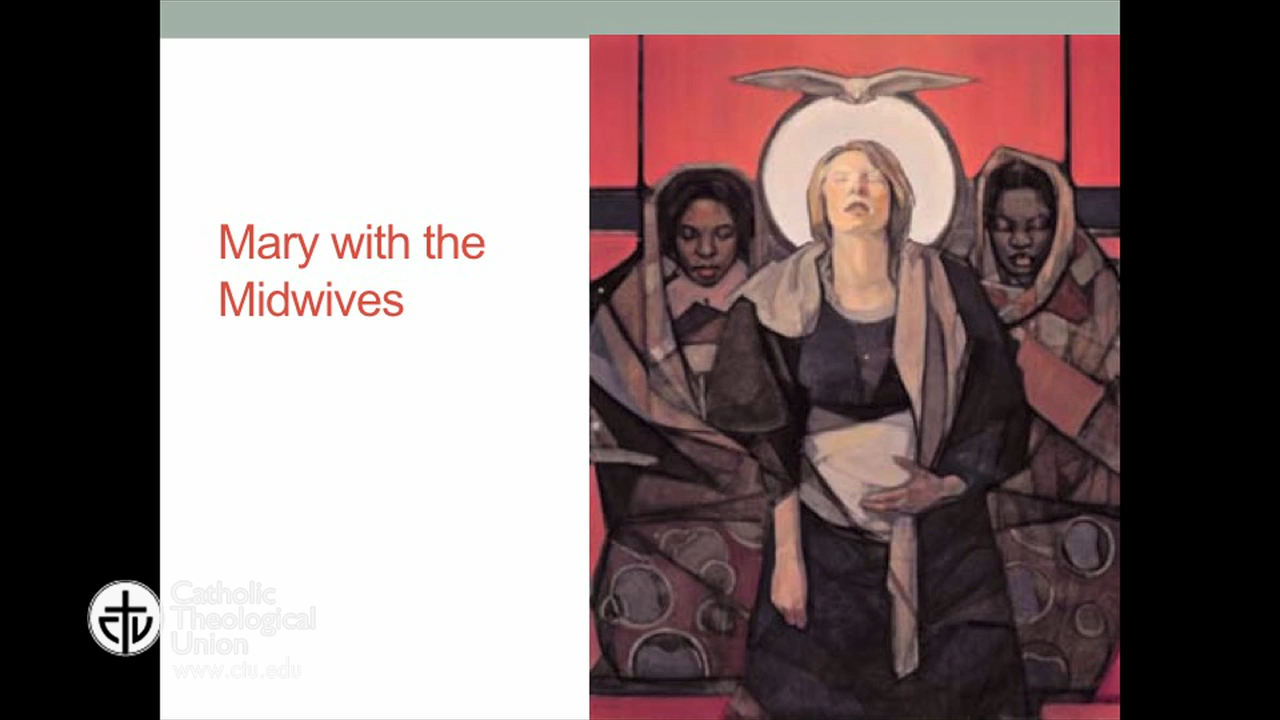 Mary with the
Midwives
Catholic
Theological
Union
www.ctu.edu